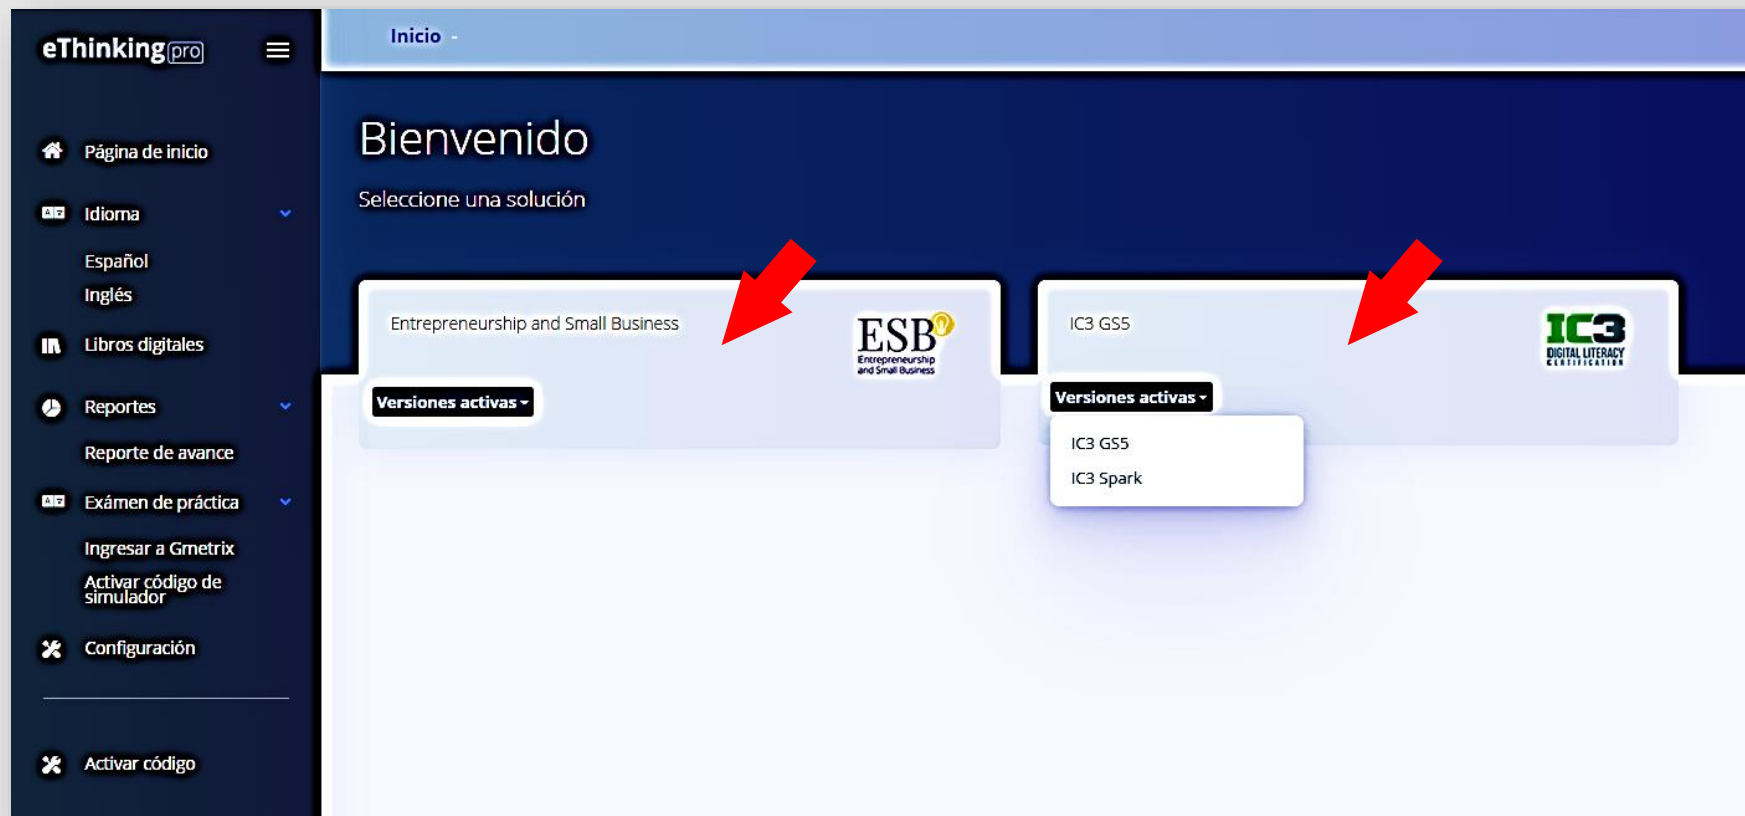 eThinking pro
Página de inicio
Idioma
Español
Inglés
Libros digitales
Reportes
Reporte de avance
Exámen de práctica
Ingresar a Gmetrix
Activar código de
simulador
Configuración
Activar código
Inicio -
Bienvenido
Seleccione una solución
Entrepreneurship and Small Business
ESB
Entrepreneurship
and Small Business
Versiones activas
IC3 GS5
IC3
DIGITAL LITERACY
CERTIFICATION
Versiones activas
IC3 GS5
IC3 Spark